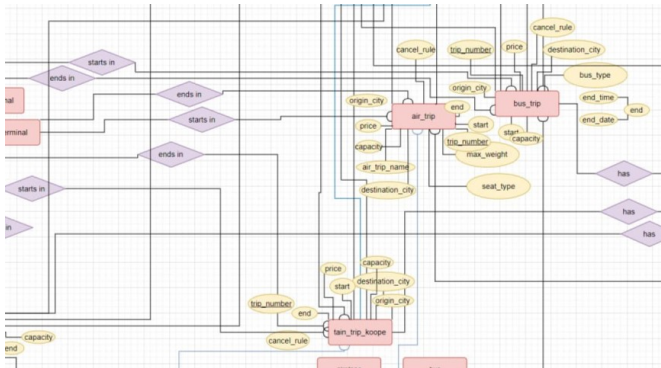 cancel_rule
starts in
cancel_rule
trip_number
price
destination_city
ends in
bus_type
ends in
origin_city
end_time
origin_city
end
bus_trip
end
starts in
air_trip
end_date
erminal
price
start
start
capacity
capacity
trip_number
ends in
max_weight
air_trip_name
has
starts in
destination_city
seat_type
has
in
has
capacity
price
destination_city
start
origin_city
trip_number
end
tain_trip_koope
capacity
cancel_rule
end